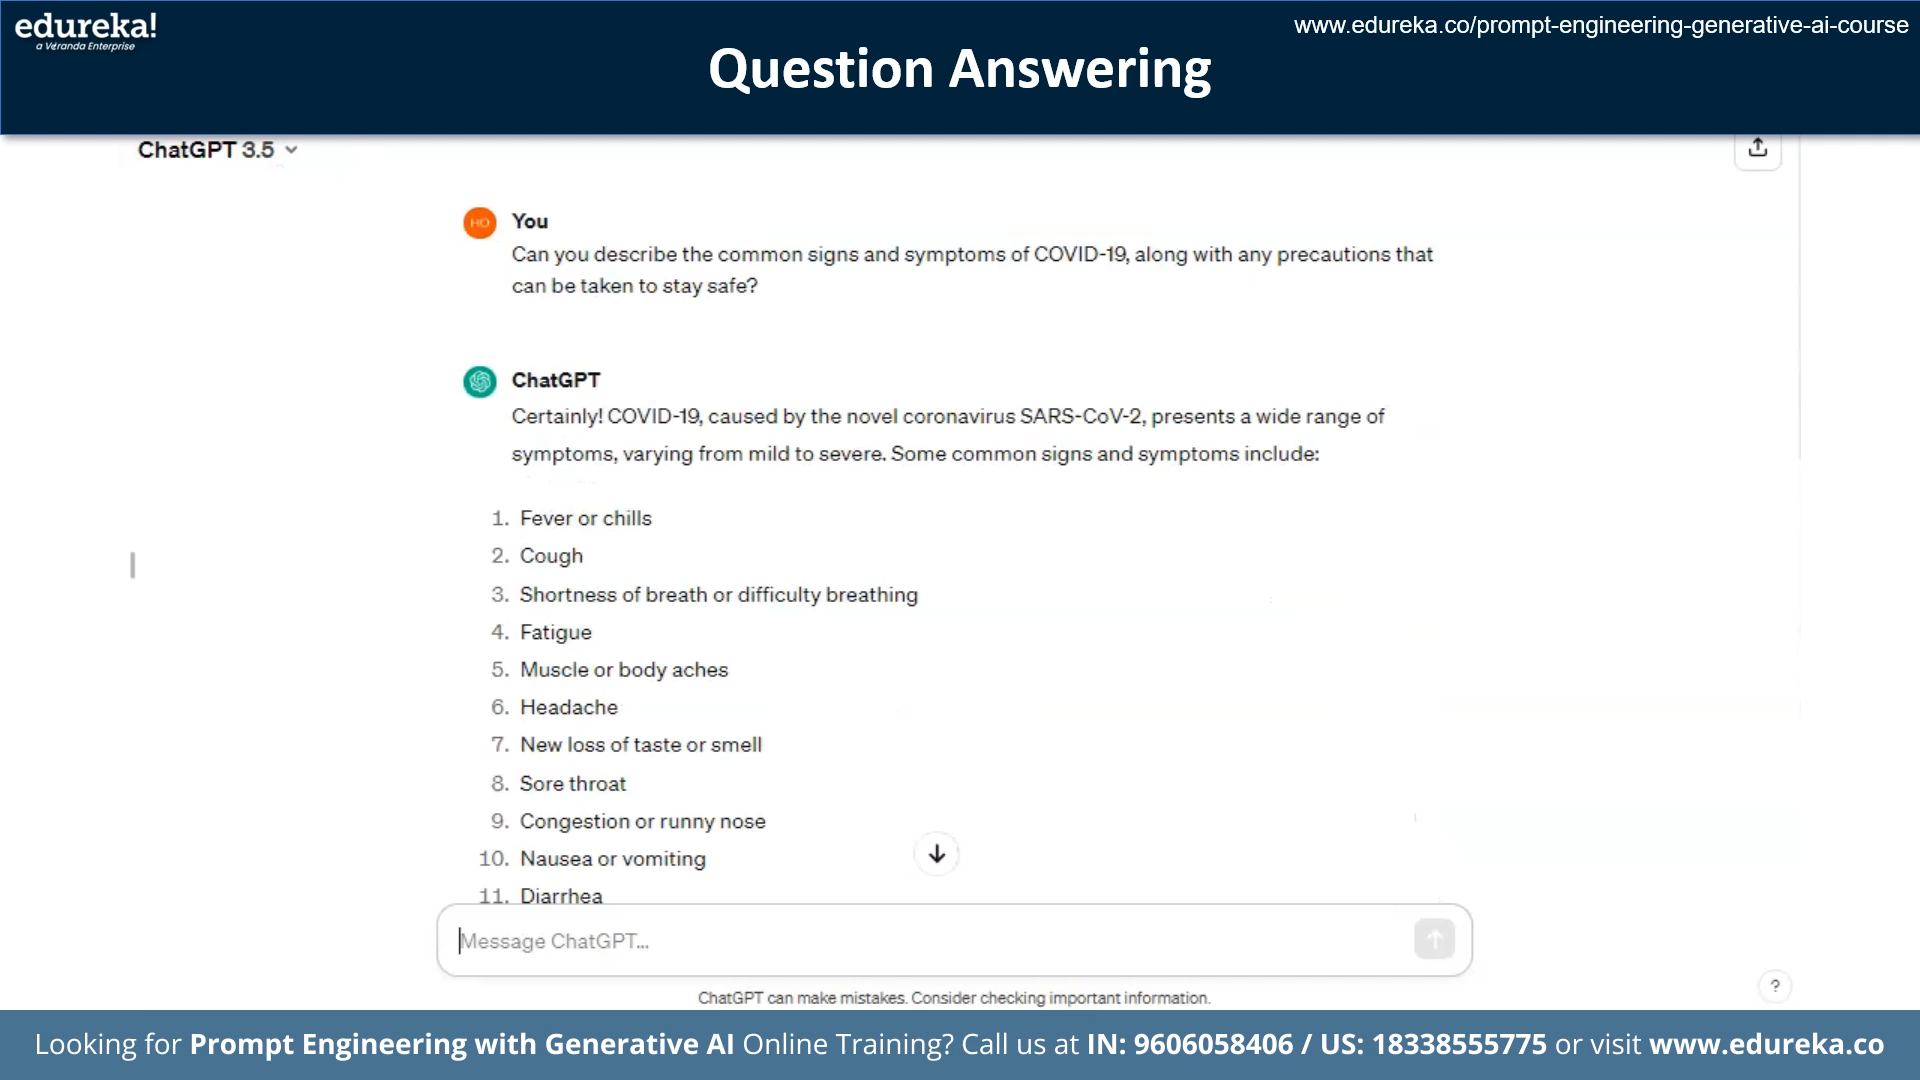 edureka!
a Veranda Enterprise
www.edureka.co/prompt-engineering-generative-ai-course
Question Answering
ChatGPT 3.5
HO
You
Can you describe the common signs and symptoms of COVID-19, along with any precautions that
can be taken to stay safe?
ChatGPT
Certainly! COVID-19, caused by the novel coronavirus SARS-CoV-2, presents a wide range of
symptoms, varying from mild to severe. Some common signs and symptoms include:
1. Fever or chills
2. Cough
3. Shortness of breath or difficulty breathing
4. Fatigue
5. Muscle or body aches
6. Headache
7. New loss of taste or smell
8. Sore throat
9. Congestion or runny nose
10. Nausea or vomiting
11. Diarrhea
Message ChatGPT...
ChatGPT can make mistakes. Consider checking important information.
?
Looking for Prompt Engineering with Generative AI Online Training? Call us at IN: 9606058406 / US: 18338555775 or visit www.edureka.co